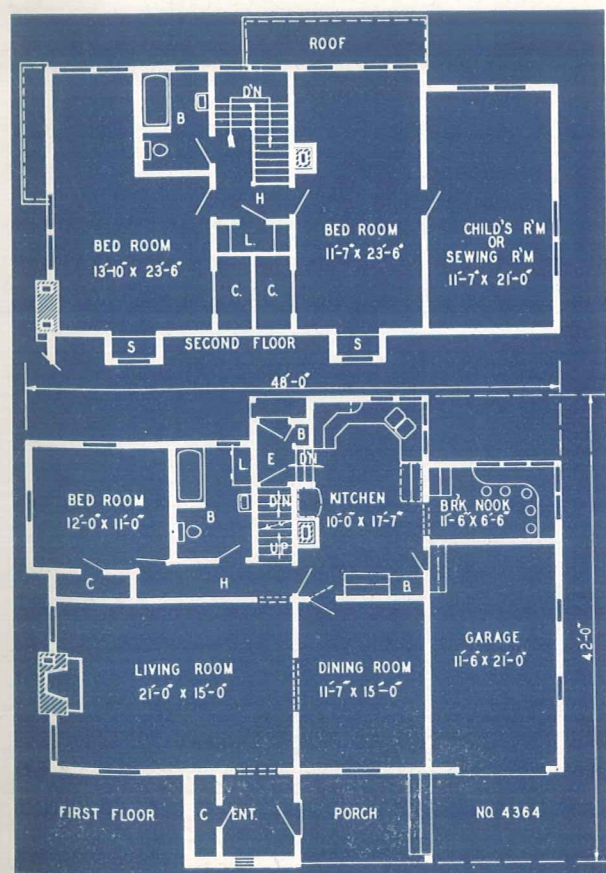 ROOF
D'N
B
H
BED ROOM
13'-10" X 23'-6"
L.
C.
C.
BED ROOM
11'-7" X 23'-6"
CHILD'S R'M
OR
SEWING R'M
11'-7" X 21'-0"
S
SECOND FLOOR
S
48'-0"
B
E
D'N
L
BED ROOM
12'-0" X 11'-0"
B
D'N
UP
KITCHEN
10'-0 X 17'-7"
BRK NOOK
11'-6" X 6'-6"
C
H
B
LIVING ROOM
21'-0" X 15'-0"
DINING ROOM
11'-7" X 15'-0"
GARAGE
11'-6 X 21'-0"
42'-0"
FIRST FLOOR
C
ENT.
PORCH
NO. 4364